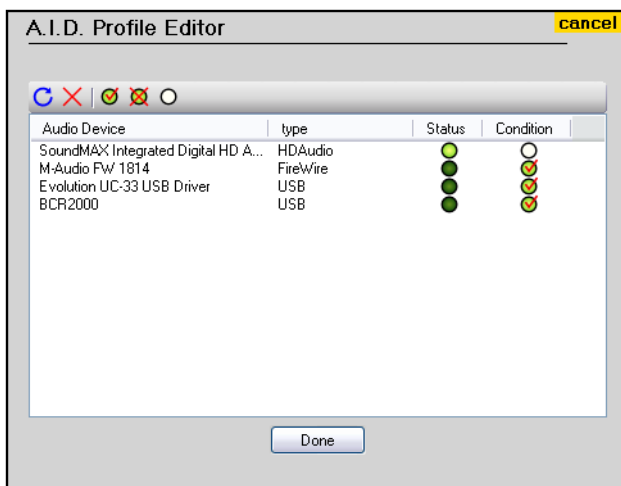 A.I.D. Profile Editor
cancel
Audio Device type Status Condition
SoundMAX Integrated Digital HD A... HDAudio
M-Audio FW 1814 FireWire
Evolution UC-33 USB Driver USB
BCR2000 USB
Done